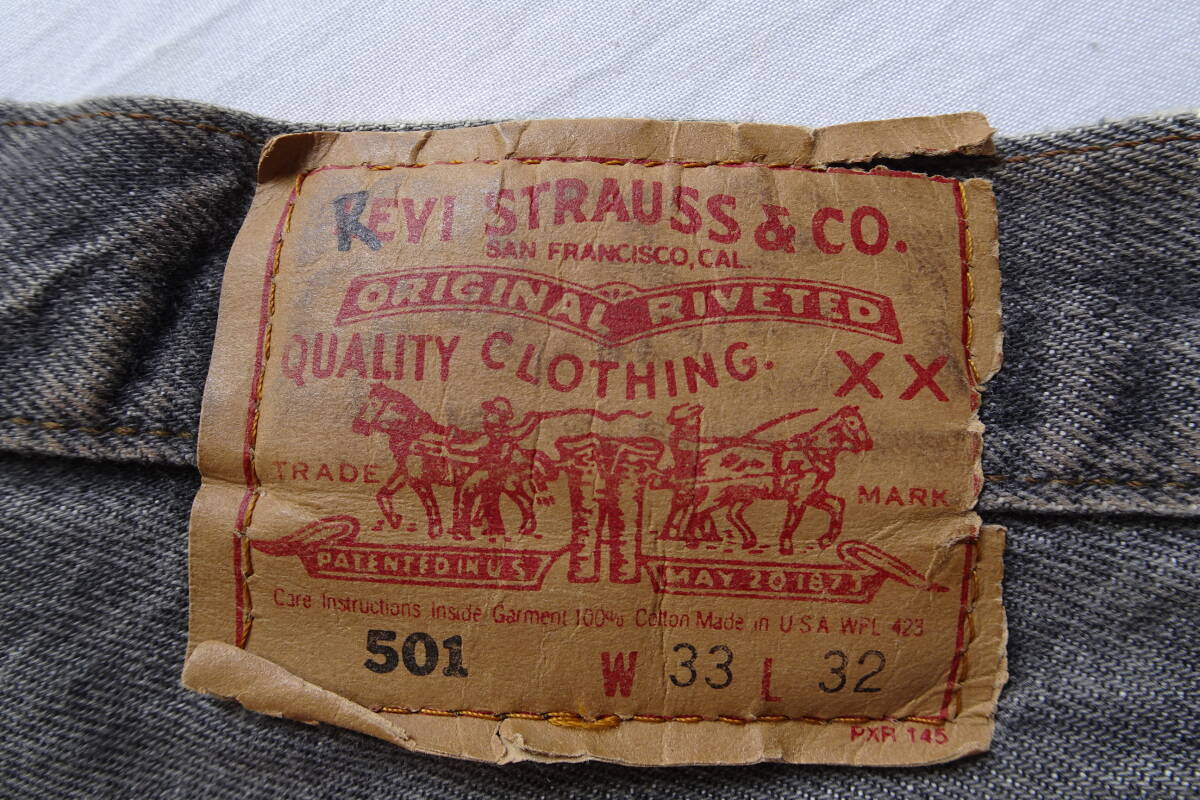 KEVI STRAUSS & CO.
SAN FRANCISCO, CAL.
ORIGINAL RIVETED
QUALITY CLOTHING. XX
TRADE MARK
PATENTED IN U S MAY 20 1873
Care Instructions Inside Garment 100% Cotton Made in U S A WPL 423
501 W 33 L 32
PXR 145